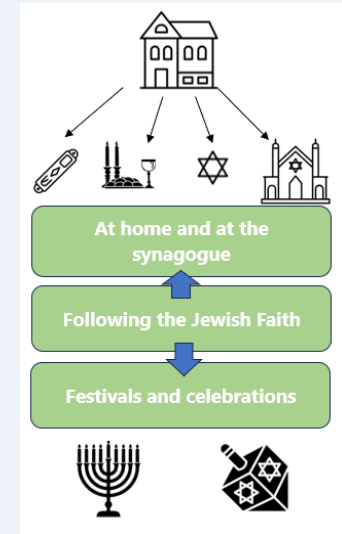 At home and at the
synagogue
Following the Jewish Faith
Festivals and celebrations